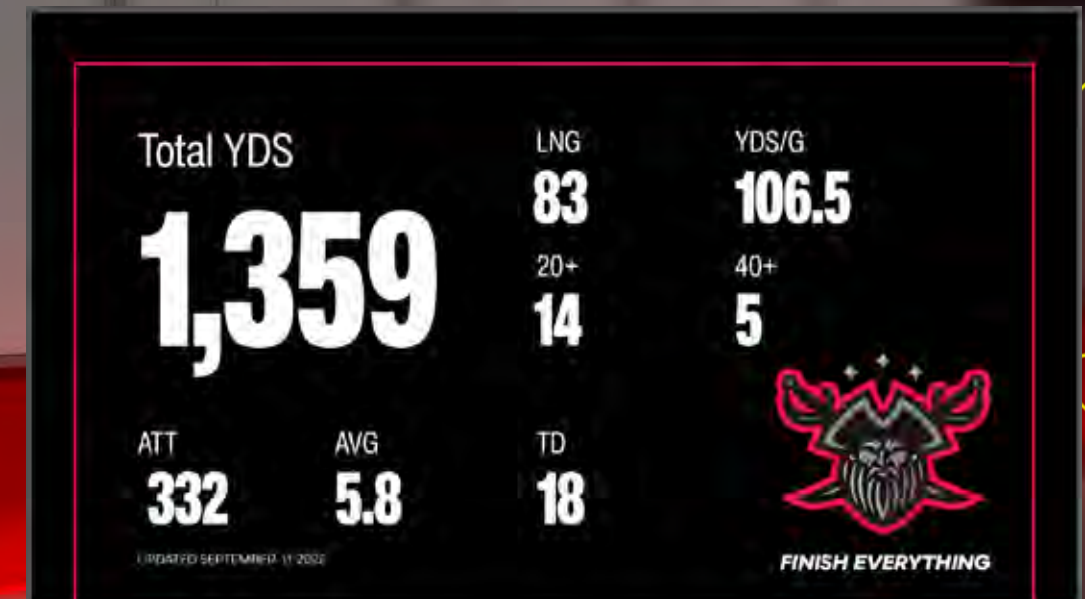 Total YDS
1,359
LNG
83
YDS/G
106.5
20+
14
40+
5
ATT
332
AVG
5.8
TD
18
UPDATED SEPTEMBER 11
FINISH EVERYTHING